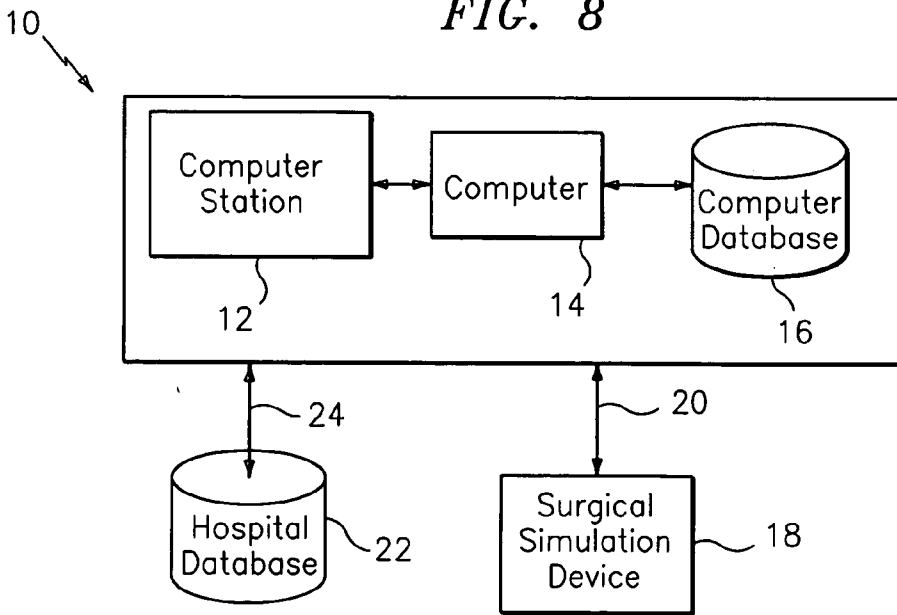 FIG. 8
10
Computer
Station
Computer
Computer
Database
12
14
16
24
20
Hospital
Database
22
Surgical
Simulation
Device
18